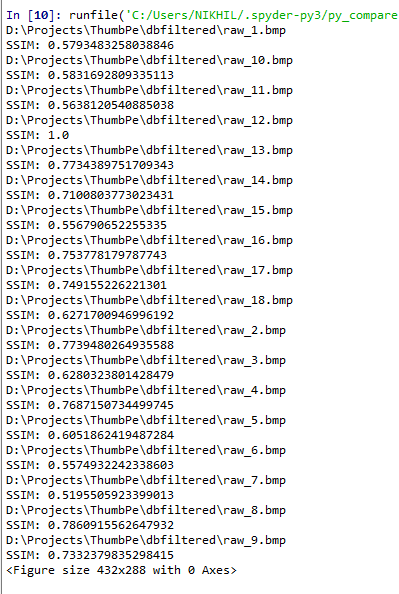 In [10]: runfile('C:/Users/NIKHIL/.spyder-py3/py_compare
D:\Projects\ThumbPe\dbfiltered\raw_1.bmp
SSIM: 0.5793483258038846
D:\Projects\ThumbPe\dbfiltered\raw_10.bmp
SSIM: 0.5831692809335113
D:\Projects\ThumbPe\dbfiltered\raw_11.bmp
SSIM: 0.5638120540885038
D:\Projects\ThumbPe\dbfiltered\raw_12.bmp
SSIM: 1.0
D:\Projects\ThumbPe\dbfiltered\raw_13.bmp
SSIM: 0.7734389751709343
D:\Projects\ThumbPe\dbfiltered\raw_14.bmp
SSIM: 0.7100803773023431
D:\Projects\ThumbPe\dbfiltered\raw_15.bmp
SSIM: 0.556790652255335
D:\Projects\ThumbPe\dbfiltered\raw_16.bmp
SSIM: 0.753778179787743
D:\Projects\ThumbPe\dbfiltered\raw_17.bmp
SSIM: 0.749155226221301
D:\Projects\ThumbPe\dbfiltered\raw_18.bmp
SSIM: 0.6271700946996192
D:\Projects\ThumbPe\dbfiltered\raw_2.bmp
SSIM: 0.7739480264935588
D:\Projects\ThumbPe\dbfiltered\raw_3.bmp
SSIM: 0.6280323801428479
D:\Projects\ThumbPe\dbfiltered\raw_4.bmp
SSIM: 0.7687150734499745
D:\Projects\ThumbPe\dbfiltered\raw_5.bmp
SSIM: 0.6051862419487284
D:\Projects\ThumbPe\dbfiltered\raw_6.bmp
SSIM: 0.5574932242338603
D:\Projects\ThumbPe\dbfiltered\raw_7.bmp
SSIM: 0.5195505923399013
D:\Projects\ThumbPe\dbfiltered\raw_8.bmp
SSIM: 0.7860915562647932
D:\Projects\ThumbPe\dbfiltered\raw_9.bmp
SSIM: 0.7332379835298415
<Figure size 432x288 with 0 Axes>